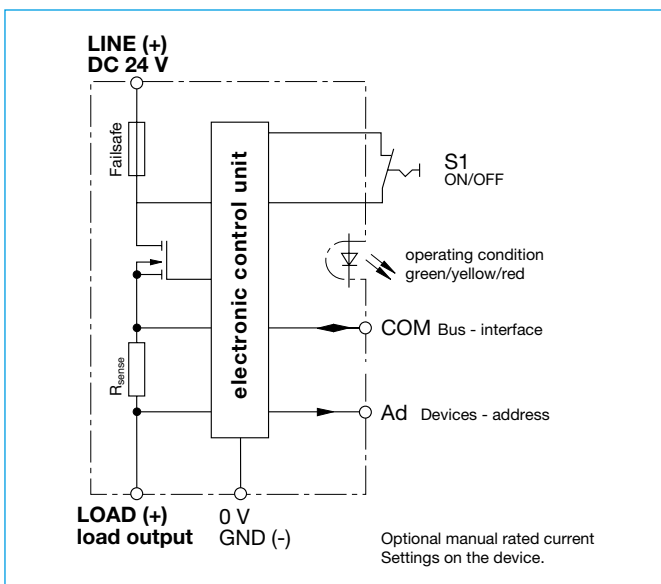 LINE (+)
DC 24 V
Failsafe
electronic control unit
S1
ON/OFF
operating condition
green/yellow/red
COM Bus - interface
Rsense
Ad Devices - address
LOAD (+)
load output
0 V
GND (-)
Optional manual rated current
Settings on the device.